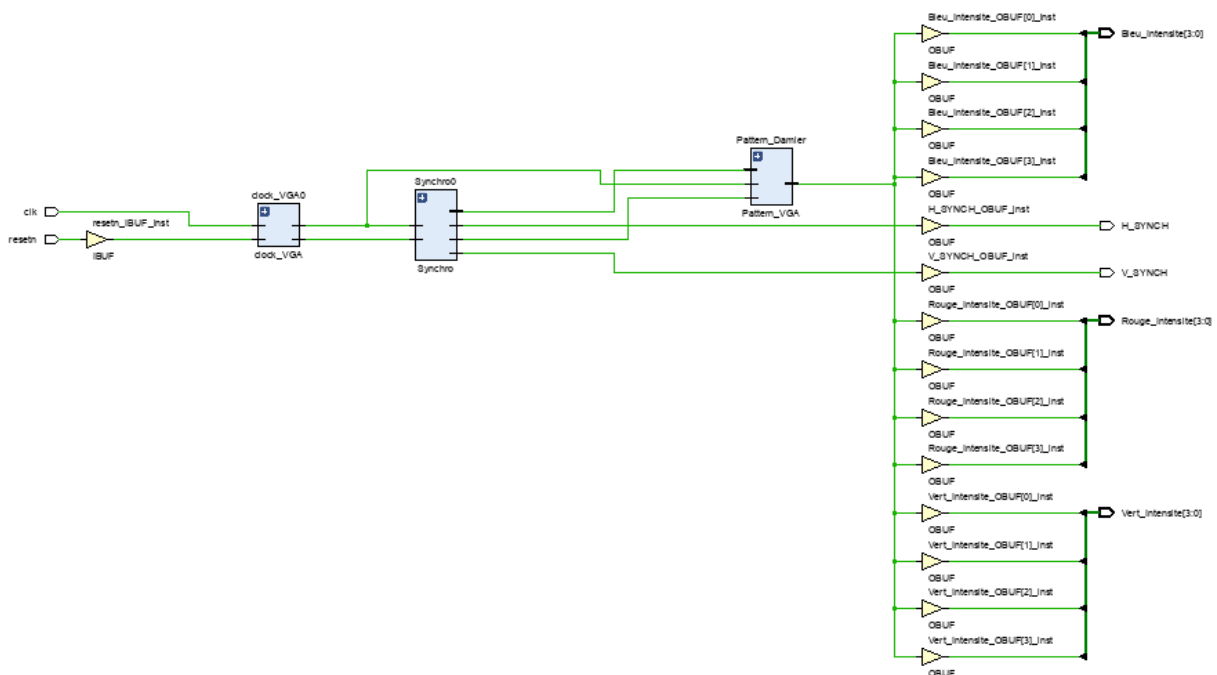 Bleu_Intensite_OBUF[0]_inst
OBUF
Bleu_Intensite[3:0]
Bleu_Intensite_OBUF[1]_inst
OBUF
Bleu_Intensite_OBUF[2]_inst
OBUF
Bleu_Intensite_OBUF[3]_inst
OBUF
Pattern_Damier
Pattern_VGA
Synchro0
Synchro
clock_VGA0
clock_VGA
clk
resetn
resetn_IBUF_inst
IBUF
H_SYNCH_OBUF_inst
OBUF
H_SYNCH
V_SYNCH_OBUF_inst
OBUF
V_SYNCH
Rouge_Intensite_OBUF[0]_inst
OBUF
Rouge_Intensite[3:0]
Rouge_Intensite_OBUF[1]_inst
OBUF
Rouge_Intensite_OBUF[2]_inst
OBUF
Rouge_Intensite_OBUF[3]_inst
OBUF
Vert_Intensite_OBUF[0]_inst
OBUF
Vert_Intensite[3:0]
Vert_Intensite_OBUF[1]_inst
OBUF
Vert_Intensite_OBUF[2]_inst
OBUF
Vert_Intensite_OBUF[3]_inst
OBUF